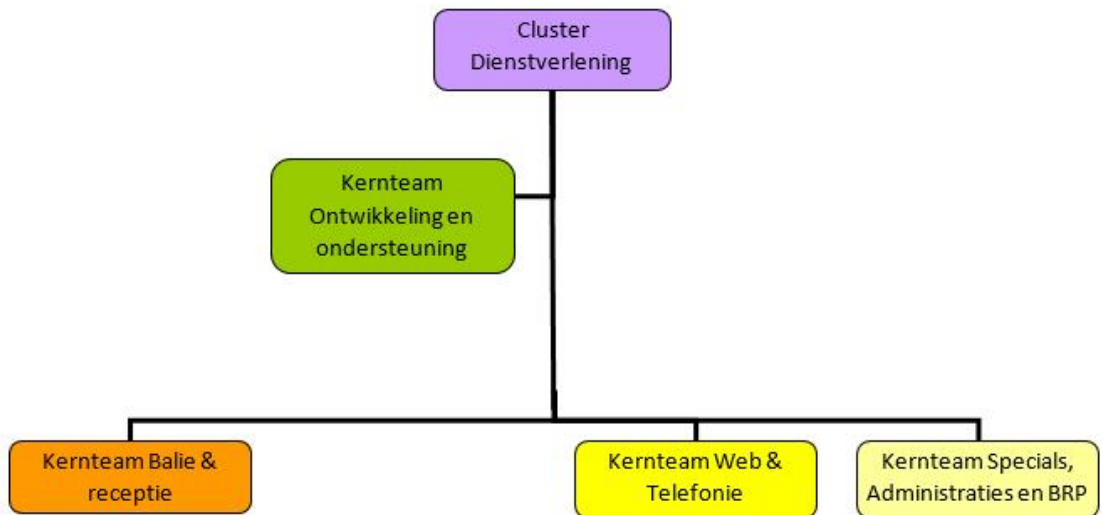 Cluster
Dienstverlening
Kernteam
Ontwikkeling en
ondersteuning
Kernteam Balie &
receptie
Kernteam Web &
Telefonie
Kernteam Specials,
Administraties en BRP